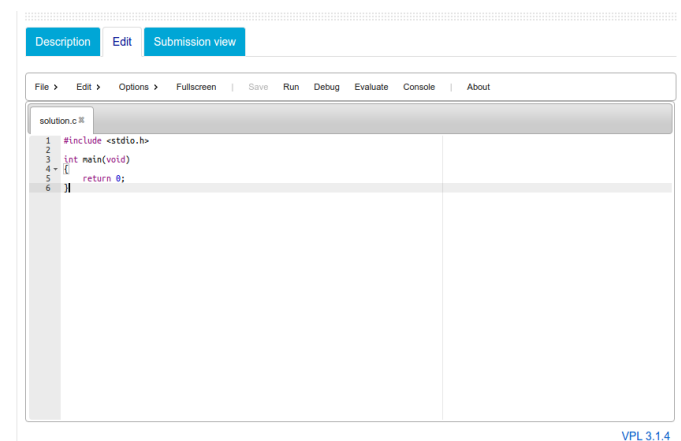 Description Edit Submission view
File > Edit > Options > Fullscreen | Save Run Debug Evaluate Console | About
solution.c
1 #include <stdio.h>
2
3 int main(void)
4 {
5 return 0;
6 }
VPL 3.1.4